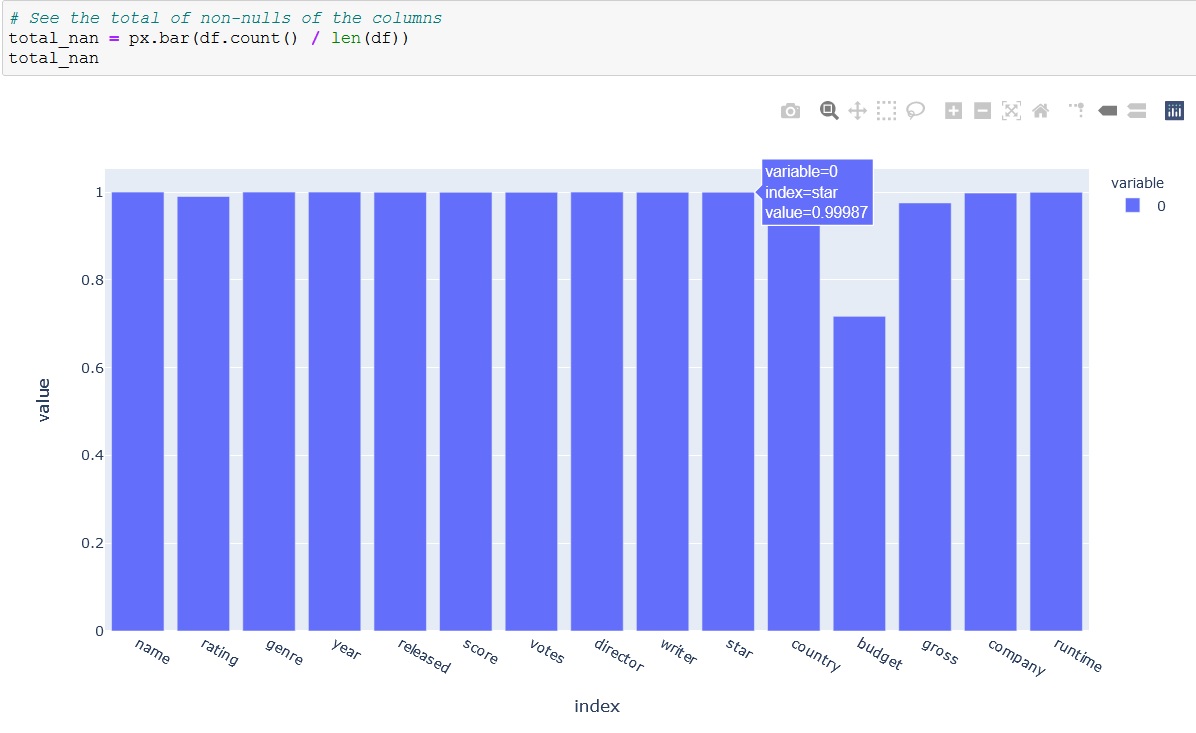 # See the total of non-nulls of the columns
total_nan = px.bar(df.count() / len(df))
total_nan
variable=0
index=star
value=0.99987
variable
0
1
0.8
0.6
0.4
0.2
0
value
name
rating
genre
year
released
score
votes
director
writer
star
country
budget
gross
company
runtime
index